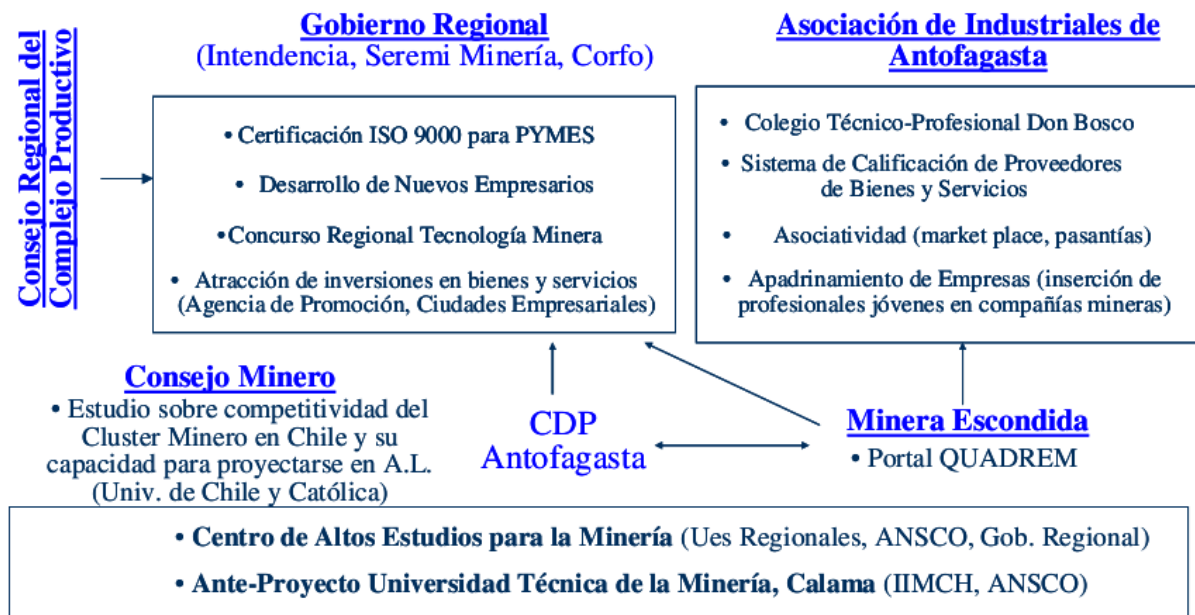 Consejo Regional del
Complejo Productivo
Gobierno Regional
(Intendencia, Seremi Minería, Corfo)
• Certificación ISO 9000 para PYMES
• Desarrollo de Nuevos Empresarios
• Concurso Regional Tecnología Minera
• Atracción de inversiones en bienes y servicios
(Agencia de Promoción, Ciudades Empresariales)
Asociación de Industriales de
Antofagasta
• Colegio Técnico-Profesional Don Bosco
• Sistema de Calificación de Proveedores
de Bienes y Servicios
• Asociatividad (market place, pasantías)
• Apadrinamiento de Empresas (inserción de
profesionales jóvenes en compañías mineras)
Consejo Minero
• Estudio sobre competitividad del
Cluster Minero en Chile y su
capacidad para proyectarse en A.L.
(Univ. de Chile y Católica)
CDP
Antofagasta
Minera Escondida
• Portal QUADREM
• Centro de Altos Estudios para la Minería (Ues Regionales, ANSCO, Gob. Regional)
• Ante-Proyecto Universidad Técnica de la Minería, Calama (IIMCH, ANSCO)